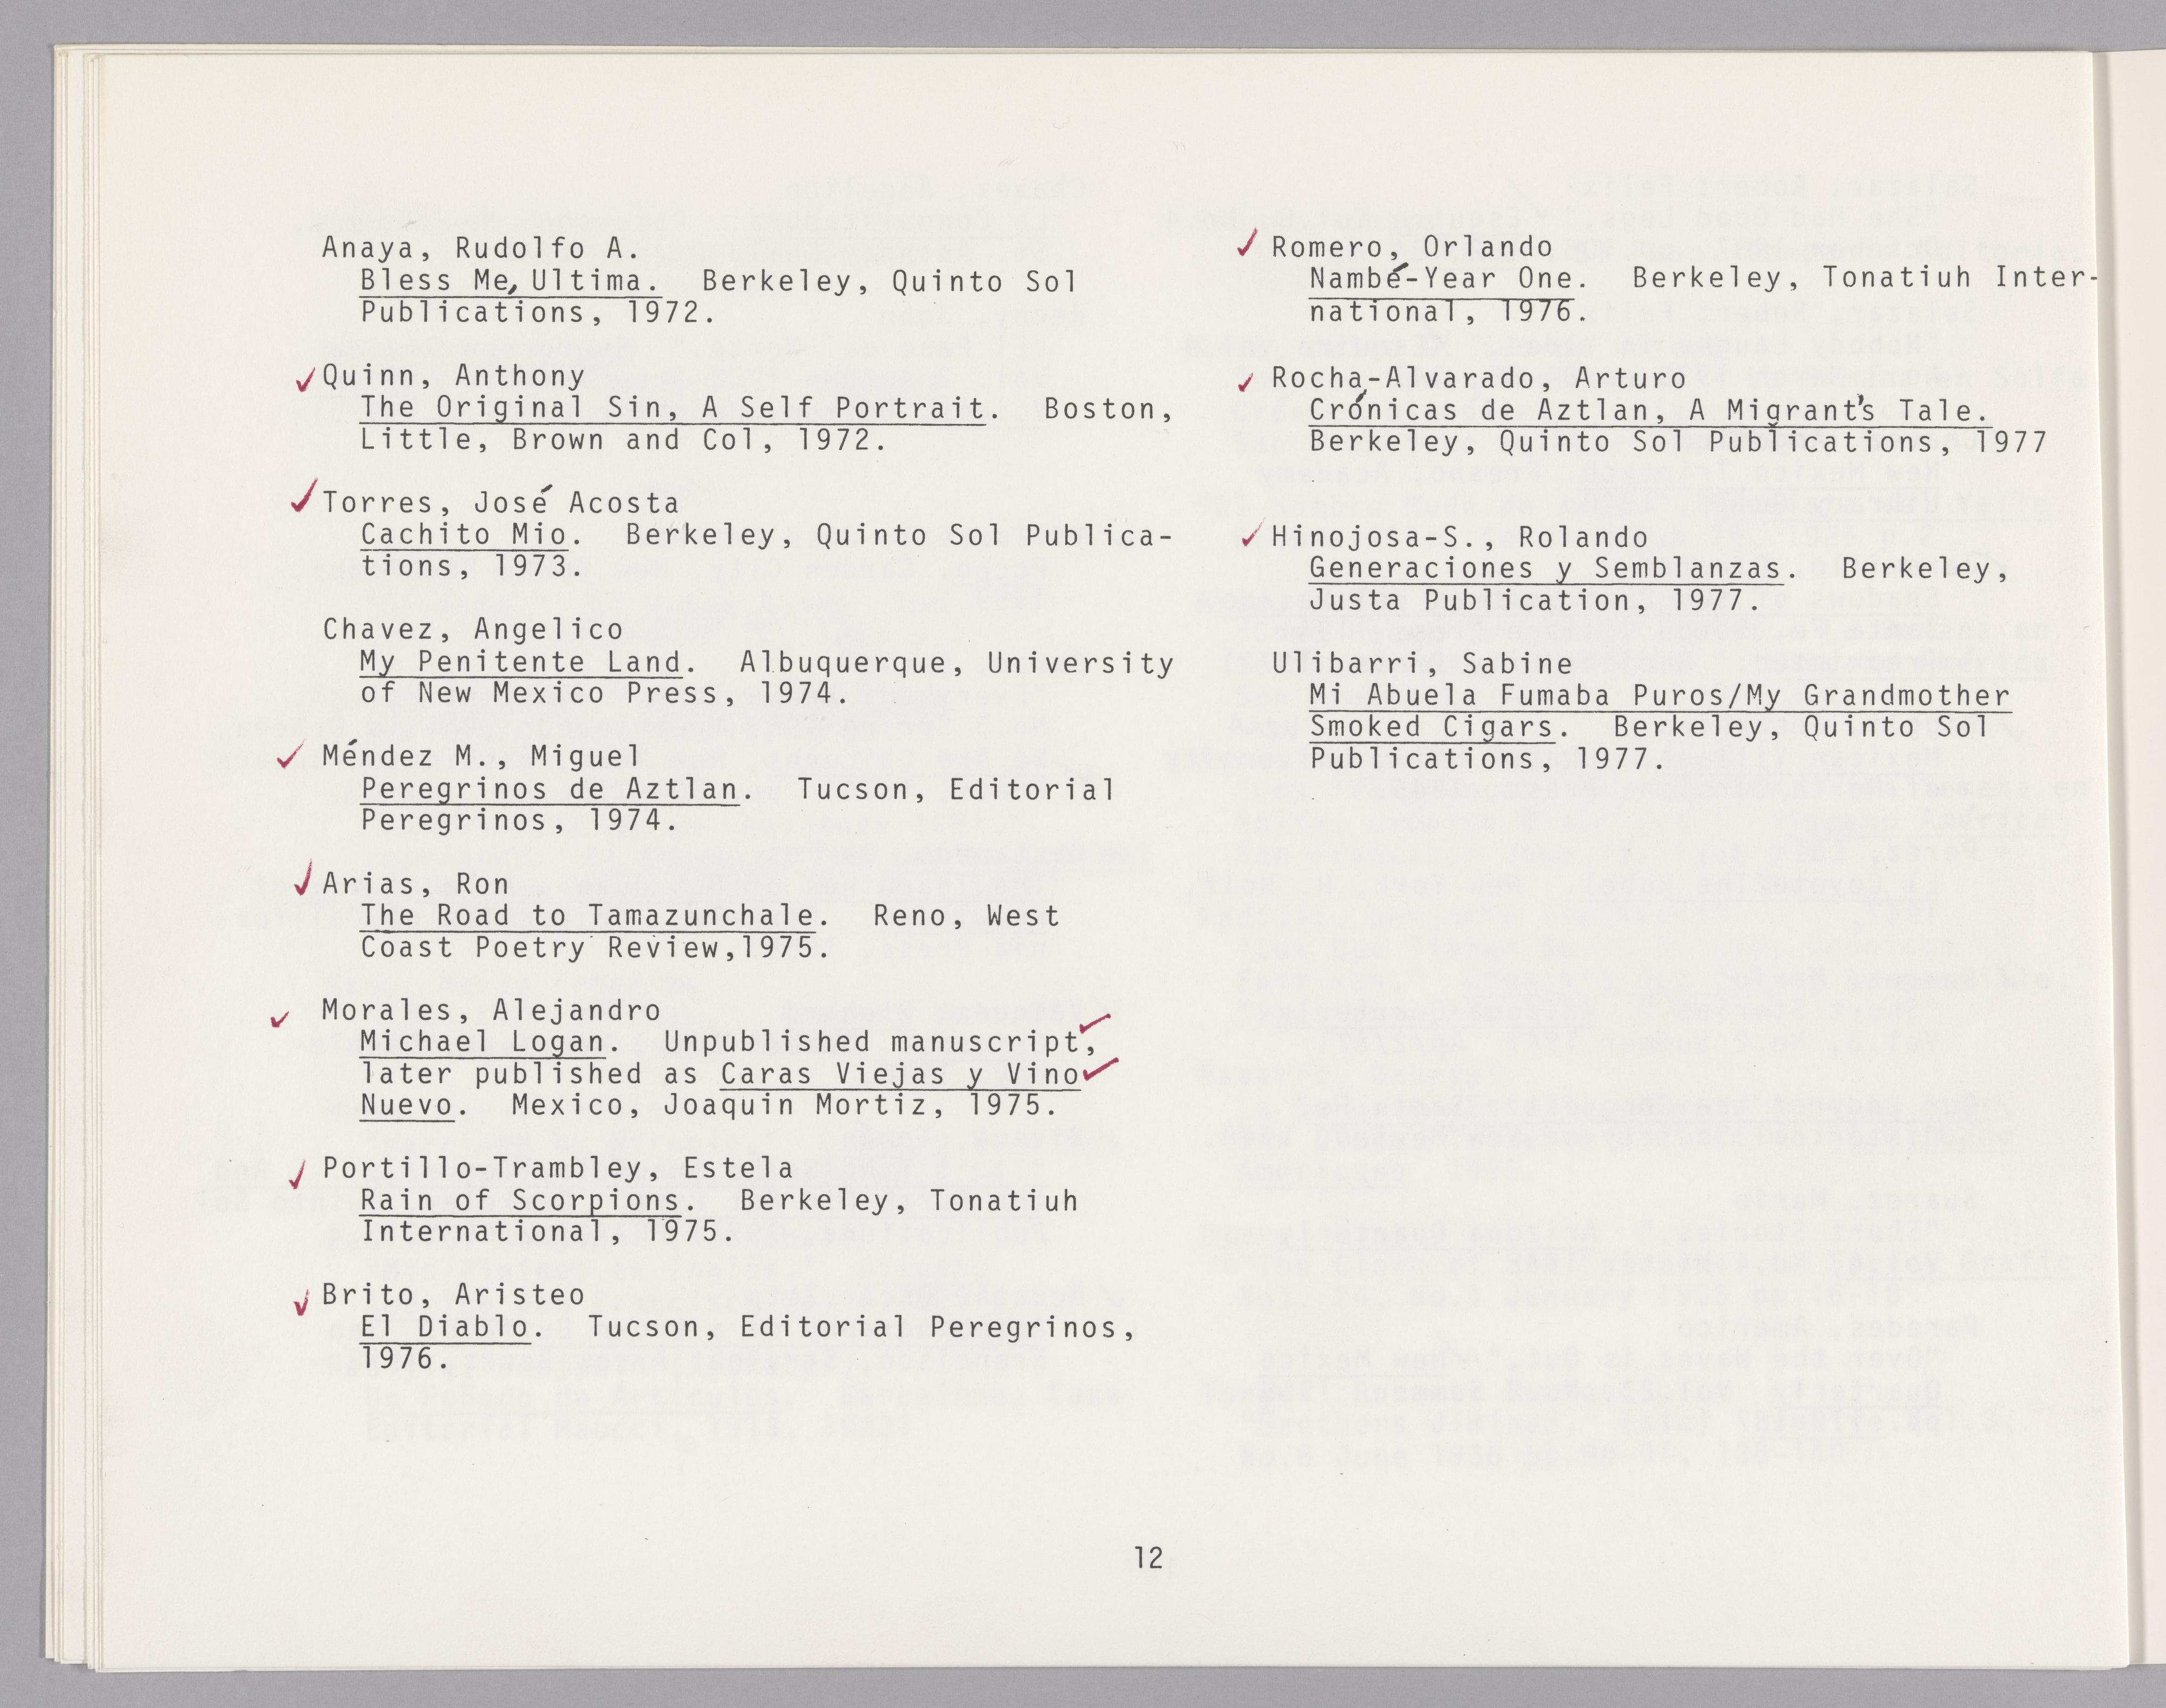 Anaya, Rudolfo A.
Bless Me, Ultima. Berkeley, Quinto Sol
Publications, 1972.
Quinn, Anthony
The Original Sin, A Self Portrait. Boston,
Little, Brown and Col, 1972.
Torres, José Acosta
Cachito Mio. Berkeley, Quinto Sol Publica-
tions, 1973.
Chavez, Angelico
My Penitente Land. Albuquerque, University
of New Mexico Press, 1974.
Méndez M., Miguel
Peregrinos de Aztlan. Tucson, Editorial
Peregrinos, 1974.
Arias, Ron
The Road to Tamazunchale. Reno, West
Coast Poetry Review,1975.
Morales, Alejandro
Michael Logan. Unpublished manuscript,
later published as Caras Viejas y Vino
Nuevo. Mexico, Joaquin Mortiz, 1975.
Portillo-Trambley, Estela
Rain of Scorpions. Berkeley, Tonatiuh
International, 1975.
Brito, Aristeo
El Diablo. Tucson, Editorial Peregrinos,
1976.
Romero, Orlando
Nambé-Year One. Berkeley, Tonatiuh Inter-
national, 1976.
Rocha-Alvarado, Arturo
Crónicas de Aztlan, A Migrant's Tale.
Berkeley, Quinto Sol Publications, 1977
Hinojosa-S., Rolando
Generaciones y Semblanzas. Berkeley,
Justa Publication, 1977.
Ulibarri, Sabine
Mi Abuela Fumaba Puros/My Grandmother
Smoked Cigars. Berkeley, Quinto Sol
Publications, 1977.
12